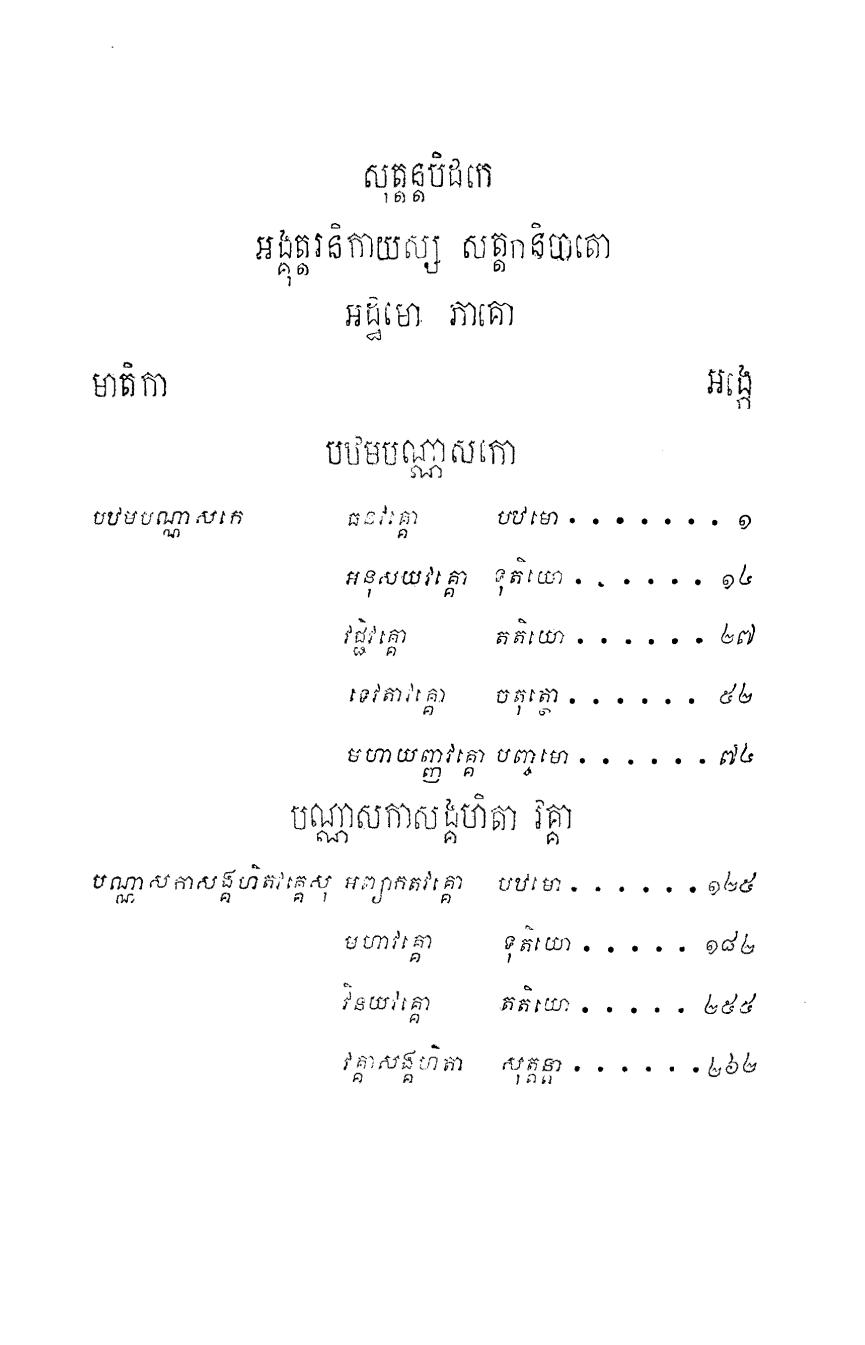 សុត្តន្តបិដកេ
អង្គុត្តរនិកាយស្ស សត្តកនិបាតោ
អដ្ឋមោ ភាគោ
មាតិកា អង្កេ
បឋមបណ្ណាសកោ
បឋមបណ្ណាសកេ ធនវគ្គោ បឋមោ . . . . . . . ១
អនុសយវគ្គោ ទុតិយោ . . . . . . ១៤
វជ្ជិវគ្គោ តតិយោ . . . . . . ២៧
ទេវតាវគ្គោ ចតុត្ថោ . . . . . . ៥២
មហាយញ្ញវគ្គោ បញ្ចមោ . . . . . . ៧៤
បណ្ណាសកាសង្គហិតា វគ្គា
បណ្ណាសកាសង្គហិតវគ្គេសុ អព្យាកតវគ្គោ បឋមោ . . . . . . ១២៥
មហាវគ្គោ ទុតិយោ . . . . . ១៨២
វិនយវគ្គោ តតិយោ . . . . . ២៥៥
វគ្គាសង្គហិតា សុត្តន្តា . . . . . . ២៦២